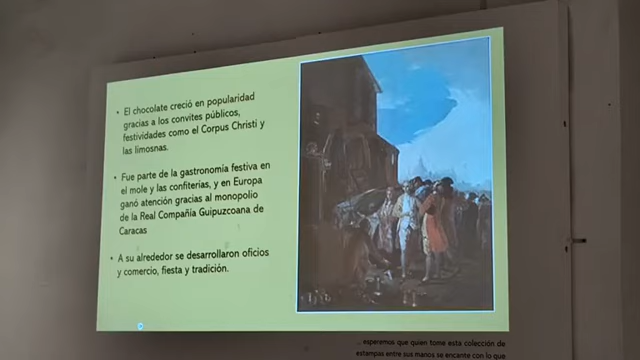 • El chocolate creció en popularidad
gracias a los convites públicos,
festividades como el Corpus Christi y
las limosnas.
• Fue parte de la gastronomía festiva en
el mole y las confiterías, y en Europa
ganó atención gracias al monopolio
de la Real Compañía Guipuzcoana de
Caracas
• A su alrededor se desarrollaron oficios
y comercio, fiesta y tradición.
... esperemos que quien tome esta colección de
estampas entre sus manos se encante con lo que